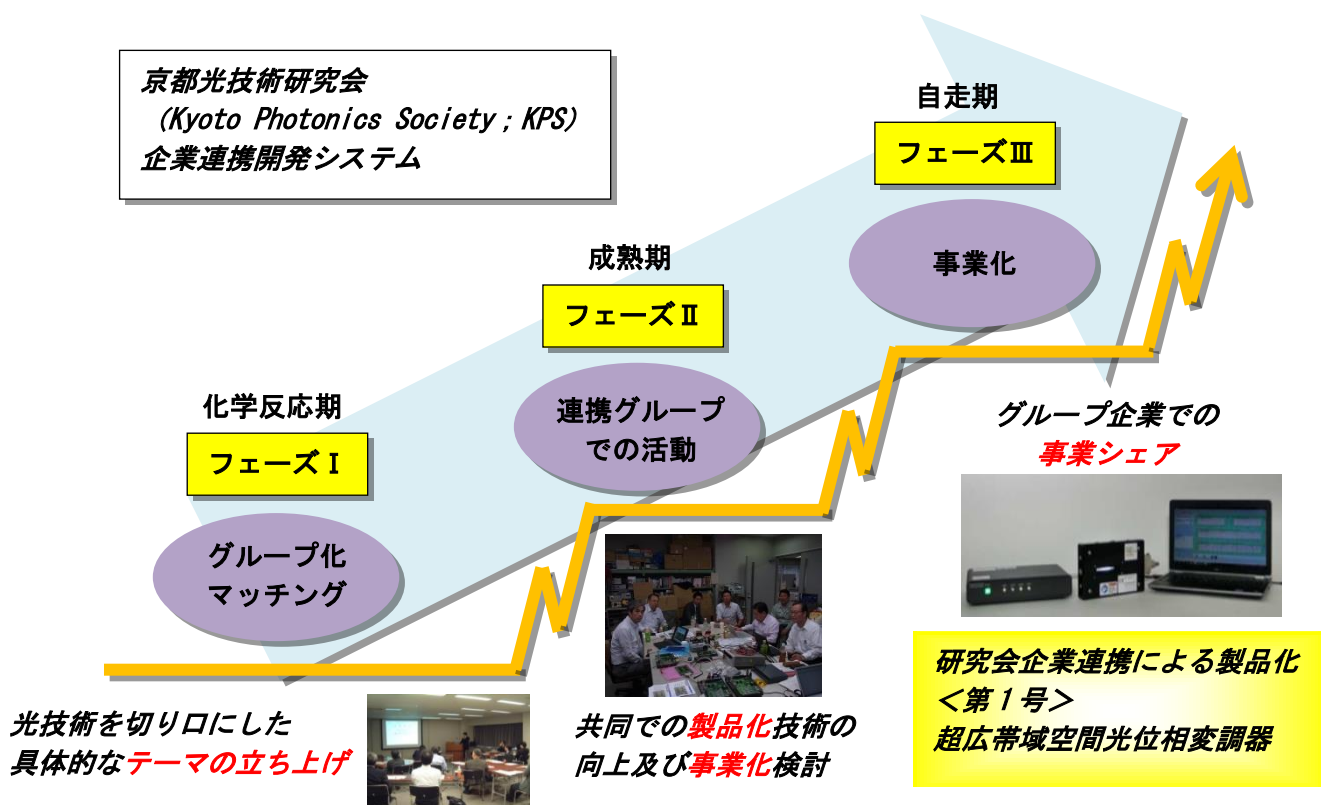 京都光技術研究会
（Kyoto Photonics Society；KPS）
企業連携開発システム
化学反応期
フェーズⅠ
グループ化
マッチング
光技術を切り口にした
具体的なテーマの立ち上げ
成熟期
フェーズⅡ
連携グループ
での活動
共同での製品化技術の
向上及び事業化検討
自走期
フェーズⅢ
事業化
グループ企業での
事業シェア
研究会企業連携による製品化
＜第１号＞
超広帯域空間光位相変調器